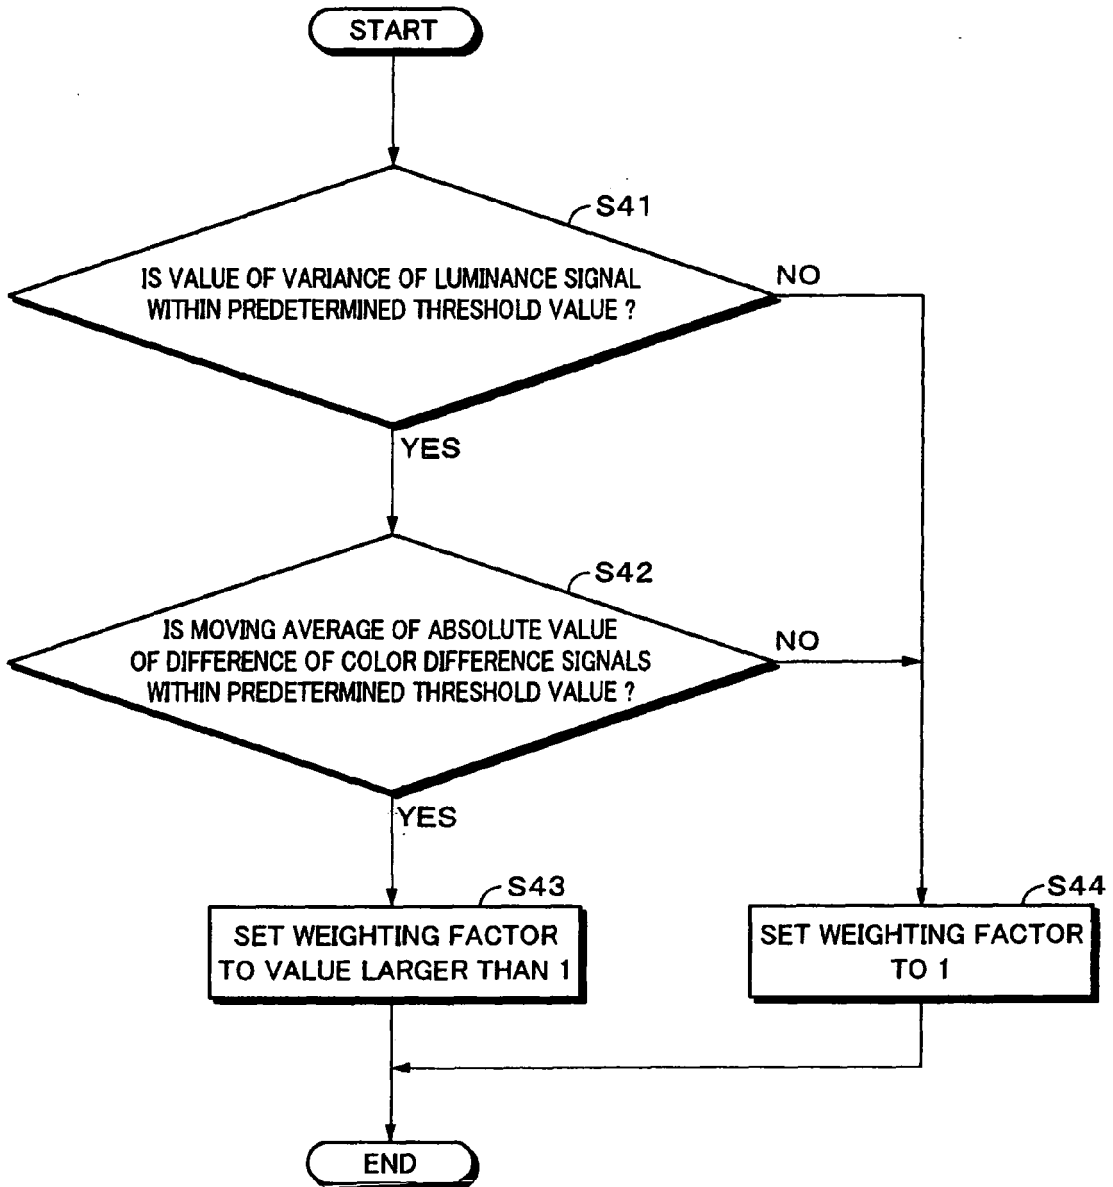 START
S41
IS VALUE OF VARIANCE OF LUMINANCE SIGNAL
WITHIN PREDETERMINED THRESHOLD VALUE ?
NO
YES
S42
IS MOVING AVERAGE OF ABSOLUTE VALUE
OF DIFFERENCE OF COLOR DIFFERENCE SIGNALS
WITHIN PREDETERMINED THRESHOLD VALUE ?
NO
YES
S43
SET WEIGHTING FACTOR
TO VALUE LARGER THAN 1
S44
SET WEIGHTING FACTOR
TO 1
END